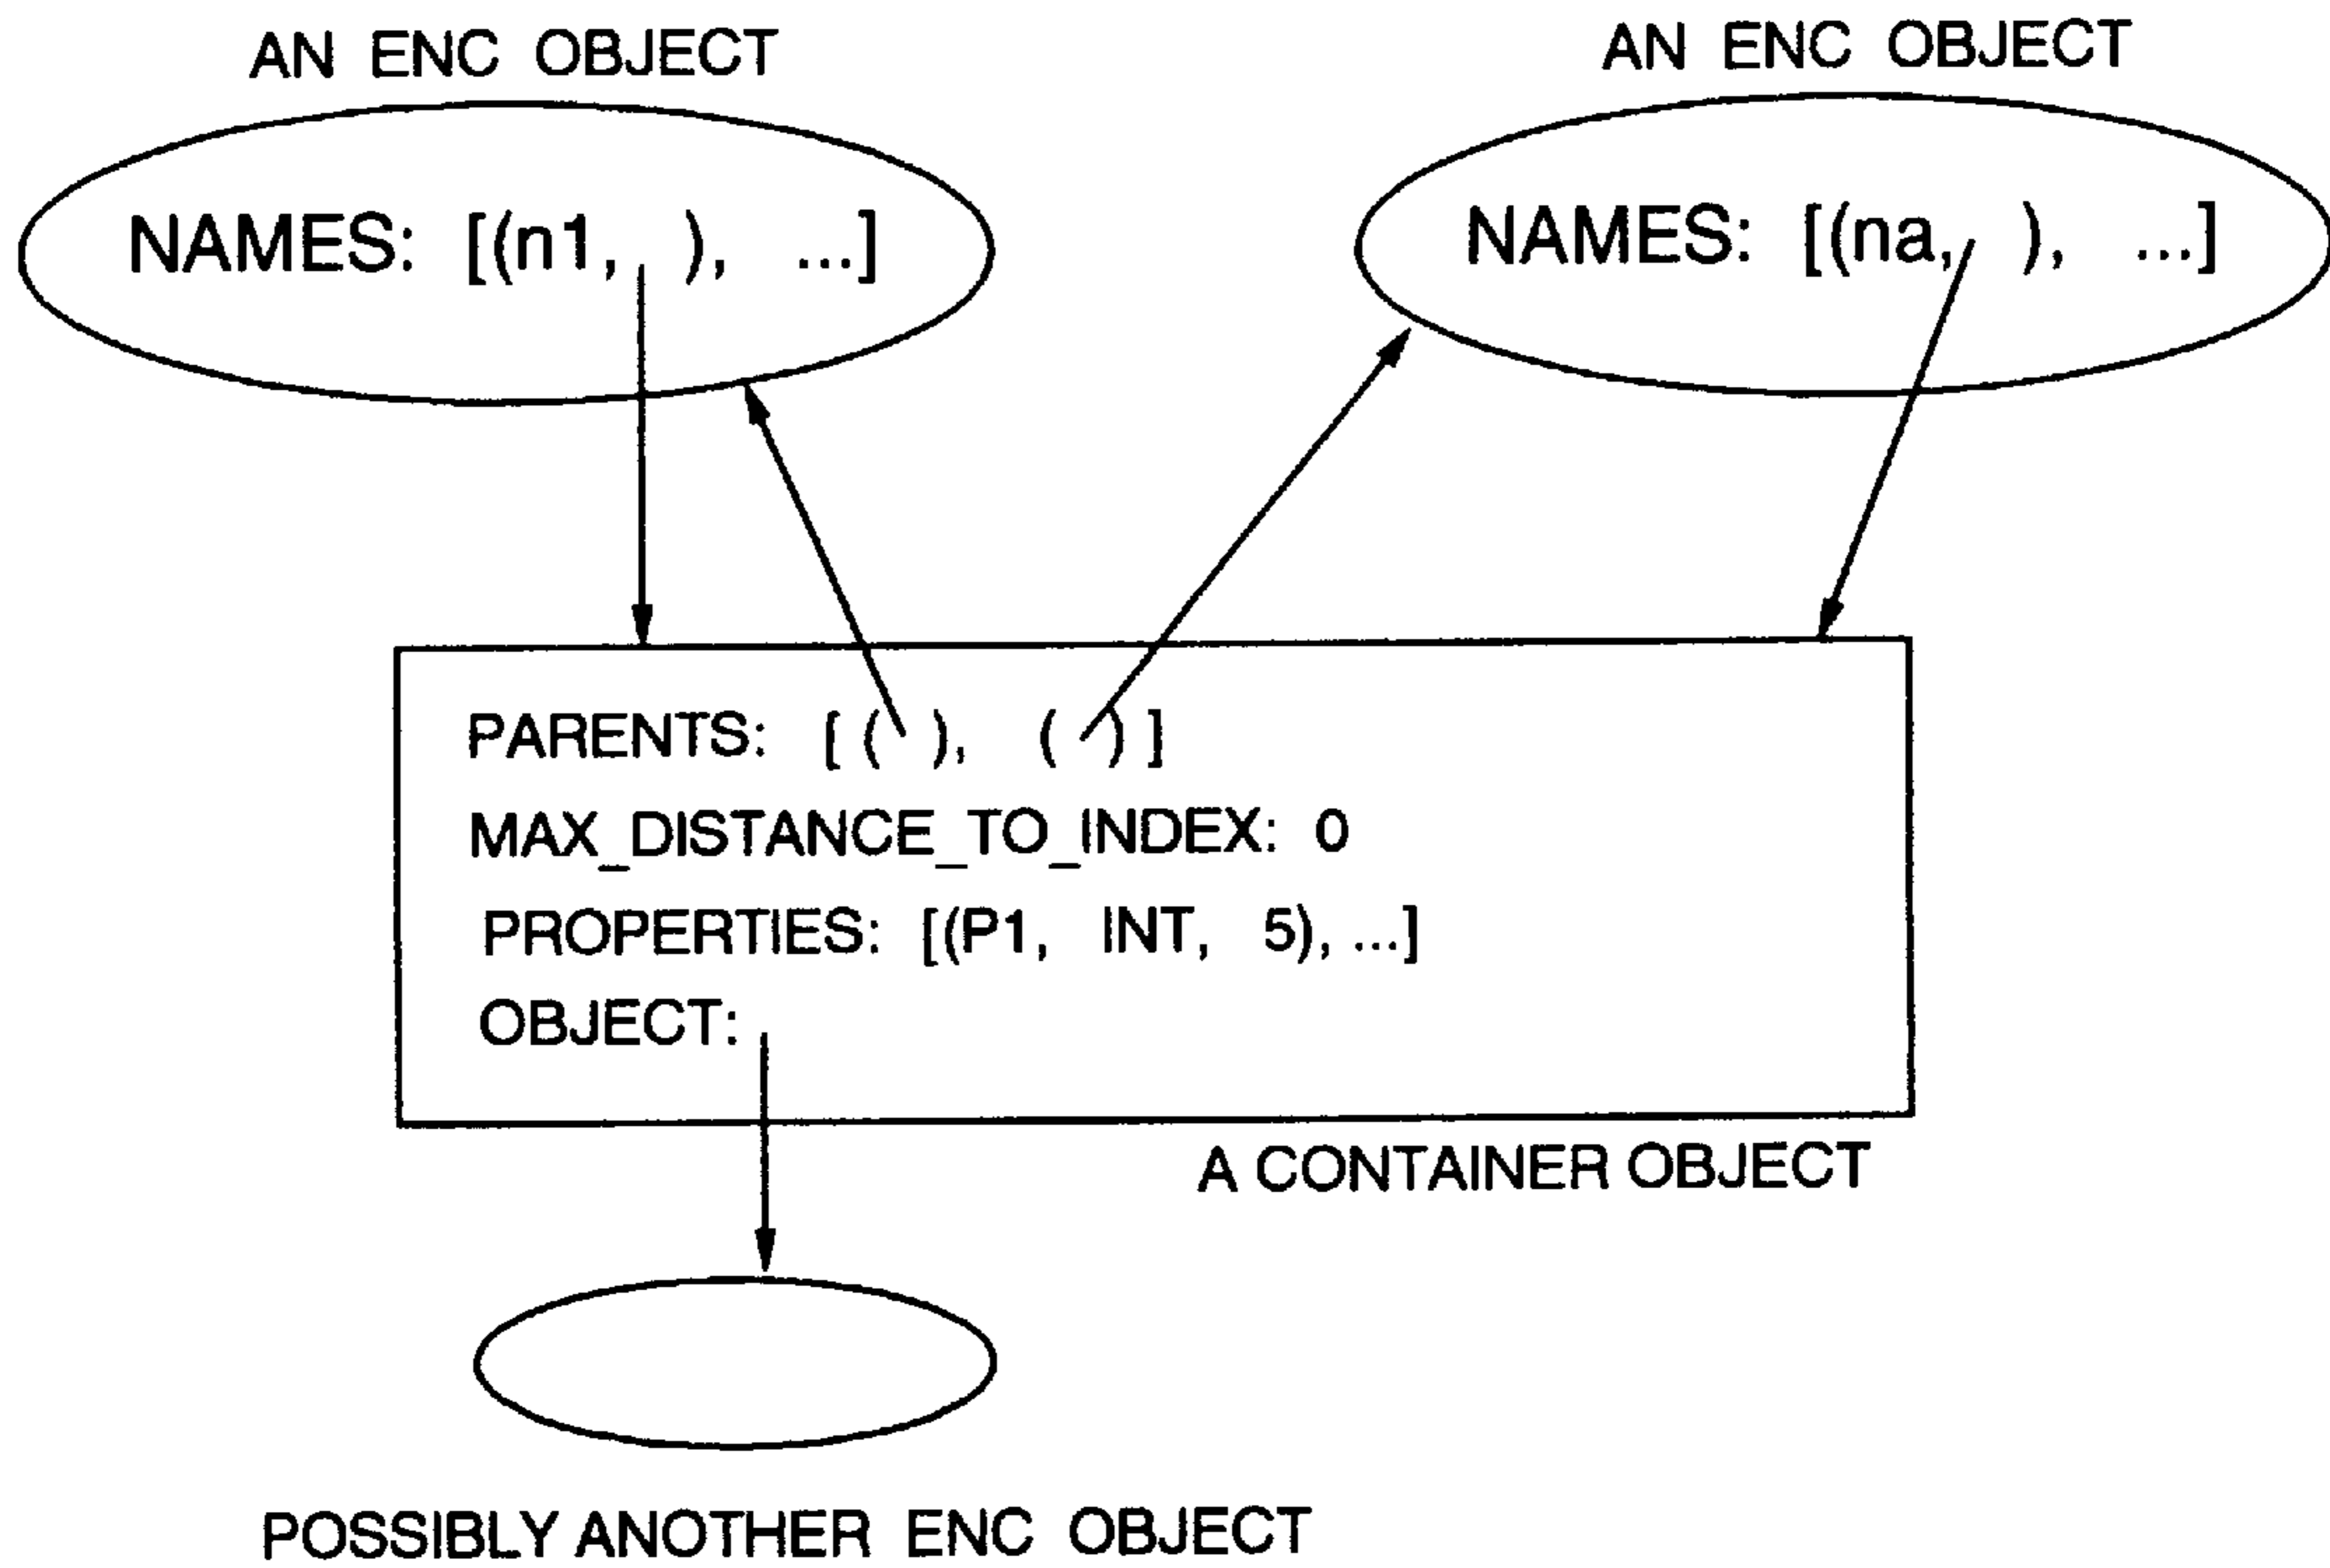 AN ENC OBJECT
AN ENC OBJECT
NAMES: [(n1, ), ...]
NAMES: [(na, ), ...]
PARENTS: [ ( ), ( ) ]
MAX_DISTANCE_TO_INDEX: 0
PROPERTIES: [(P1, INT, 5), ...]
OBJECT:
A CONTAINER OBJECT
POSSIBLY ANOTHER ENC OBJECT